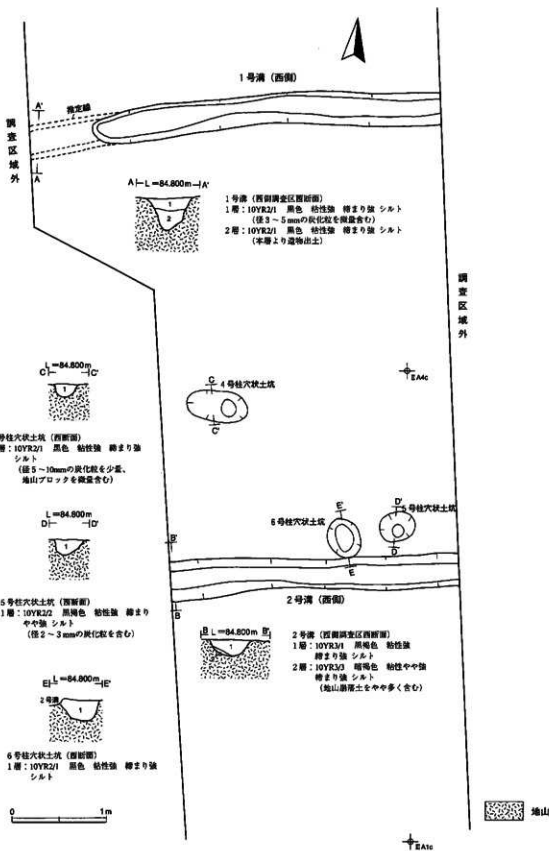 1号溝（西側）
A'
推定線
調査区域外
A
A L＝84.800m A'
1
2
1号溝（西側調査区西断面）
1層：10YR2/1 黒色 粘性強 締まり強 シルト
（径3～5mmの炭化粒を微量含む）
2層：10YR2/1 黒色 粘性強 締まり強 シルト
（本層より遺物出土）
調査区域外
L＝84.800m
C C'
1
号柱穴状土坑（西断面）
層：10YR2/1 黒色 粘性強 締まり強
シルト
（径5～10mmの炭化粒を少量、
地山ブロックを微量含む）
C
4号柱穴状土坑
C'
ⅡA4c
L＝84.800m
D D'
1
5号柱穴状土坑（西断面）
1層：10YR2/2 黒褐色 粘性強 締まり
やや強 シルト
（径2～3mmの炭化粒を含む）
E'
6号柱穴状土坑
E
D'
5号柱穴状土坑
D
B'
B
2号溝（西側）
B L＝84.800m B'
1
2号溝（西側調査区西断面）
1層：10YR3/1 黒褐色 粘性強
締まり強 シルト
2層：10YR3/3 暗褐色 粘性やや強
締まり強 シルト
（地山崩落土をやや多く含む）
L＝84.800m
E E'
2号溝
1
6号柱穴状土坑（西断面）
1層：10YR2/1 黒色 粘性強 締まり強
シルト
0 1m
地山
ⅡA1c